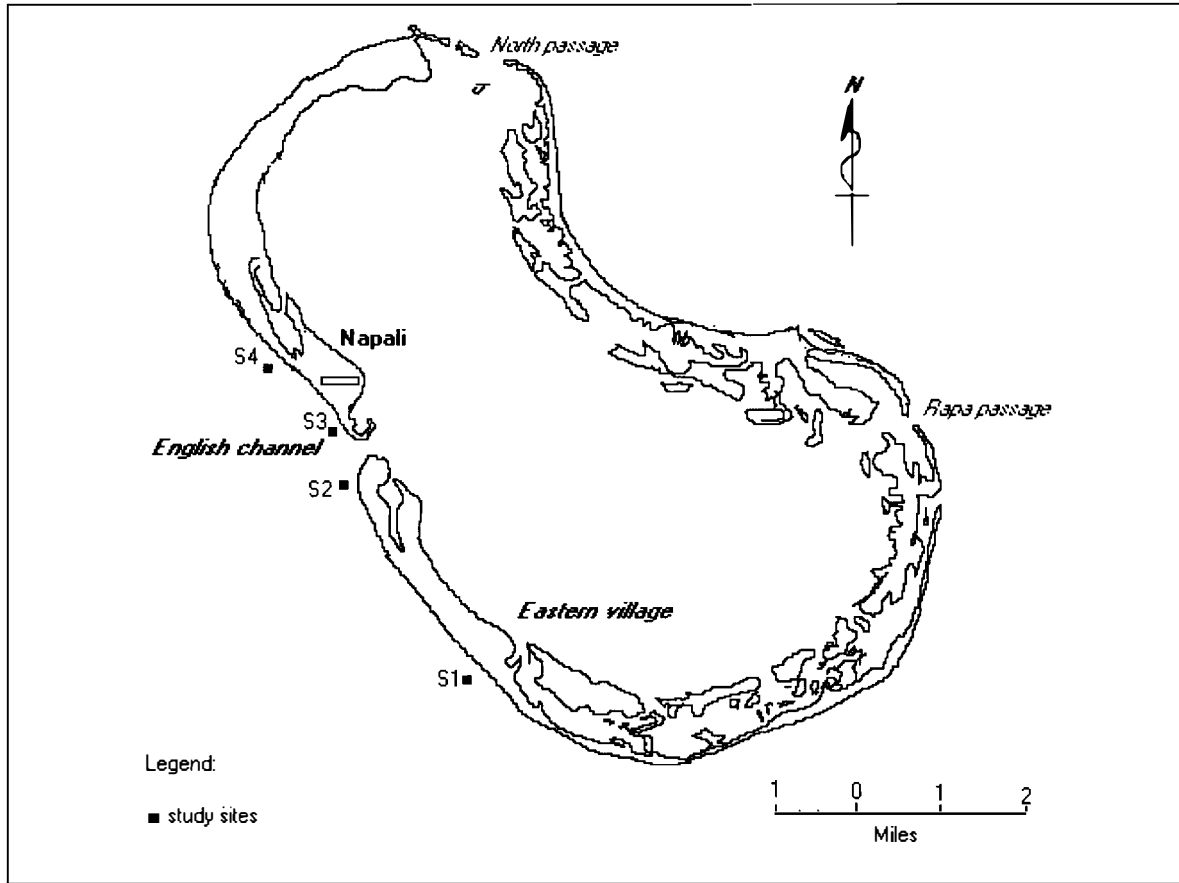 North passage
N
Napali
S4
Rapa passage
S3
English channel
S2
Eastern village
S1
Legend:
■ study sites
1 0 1 2
Miles